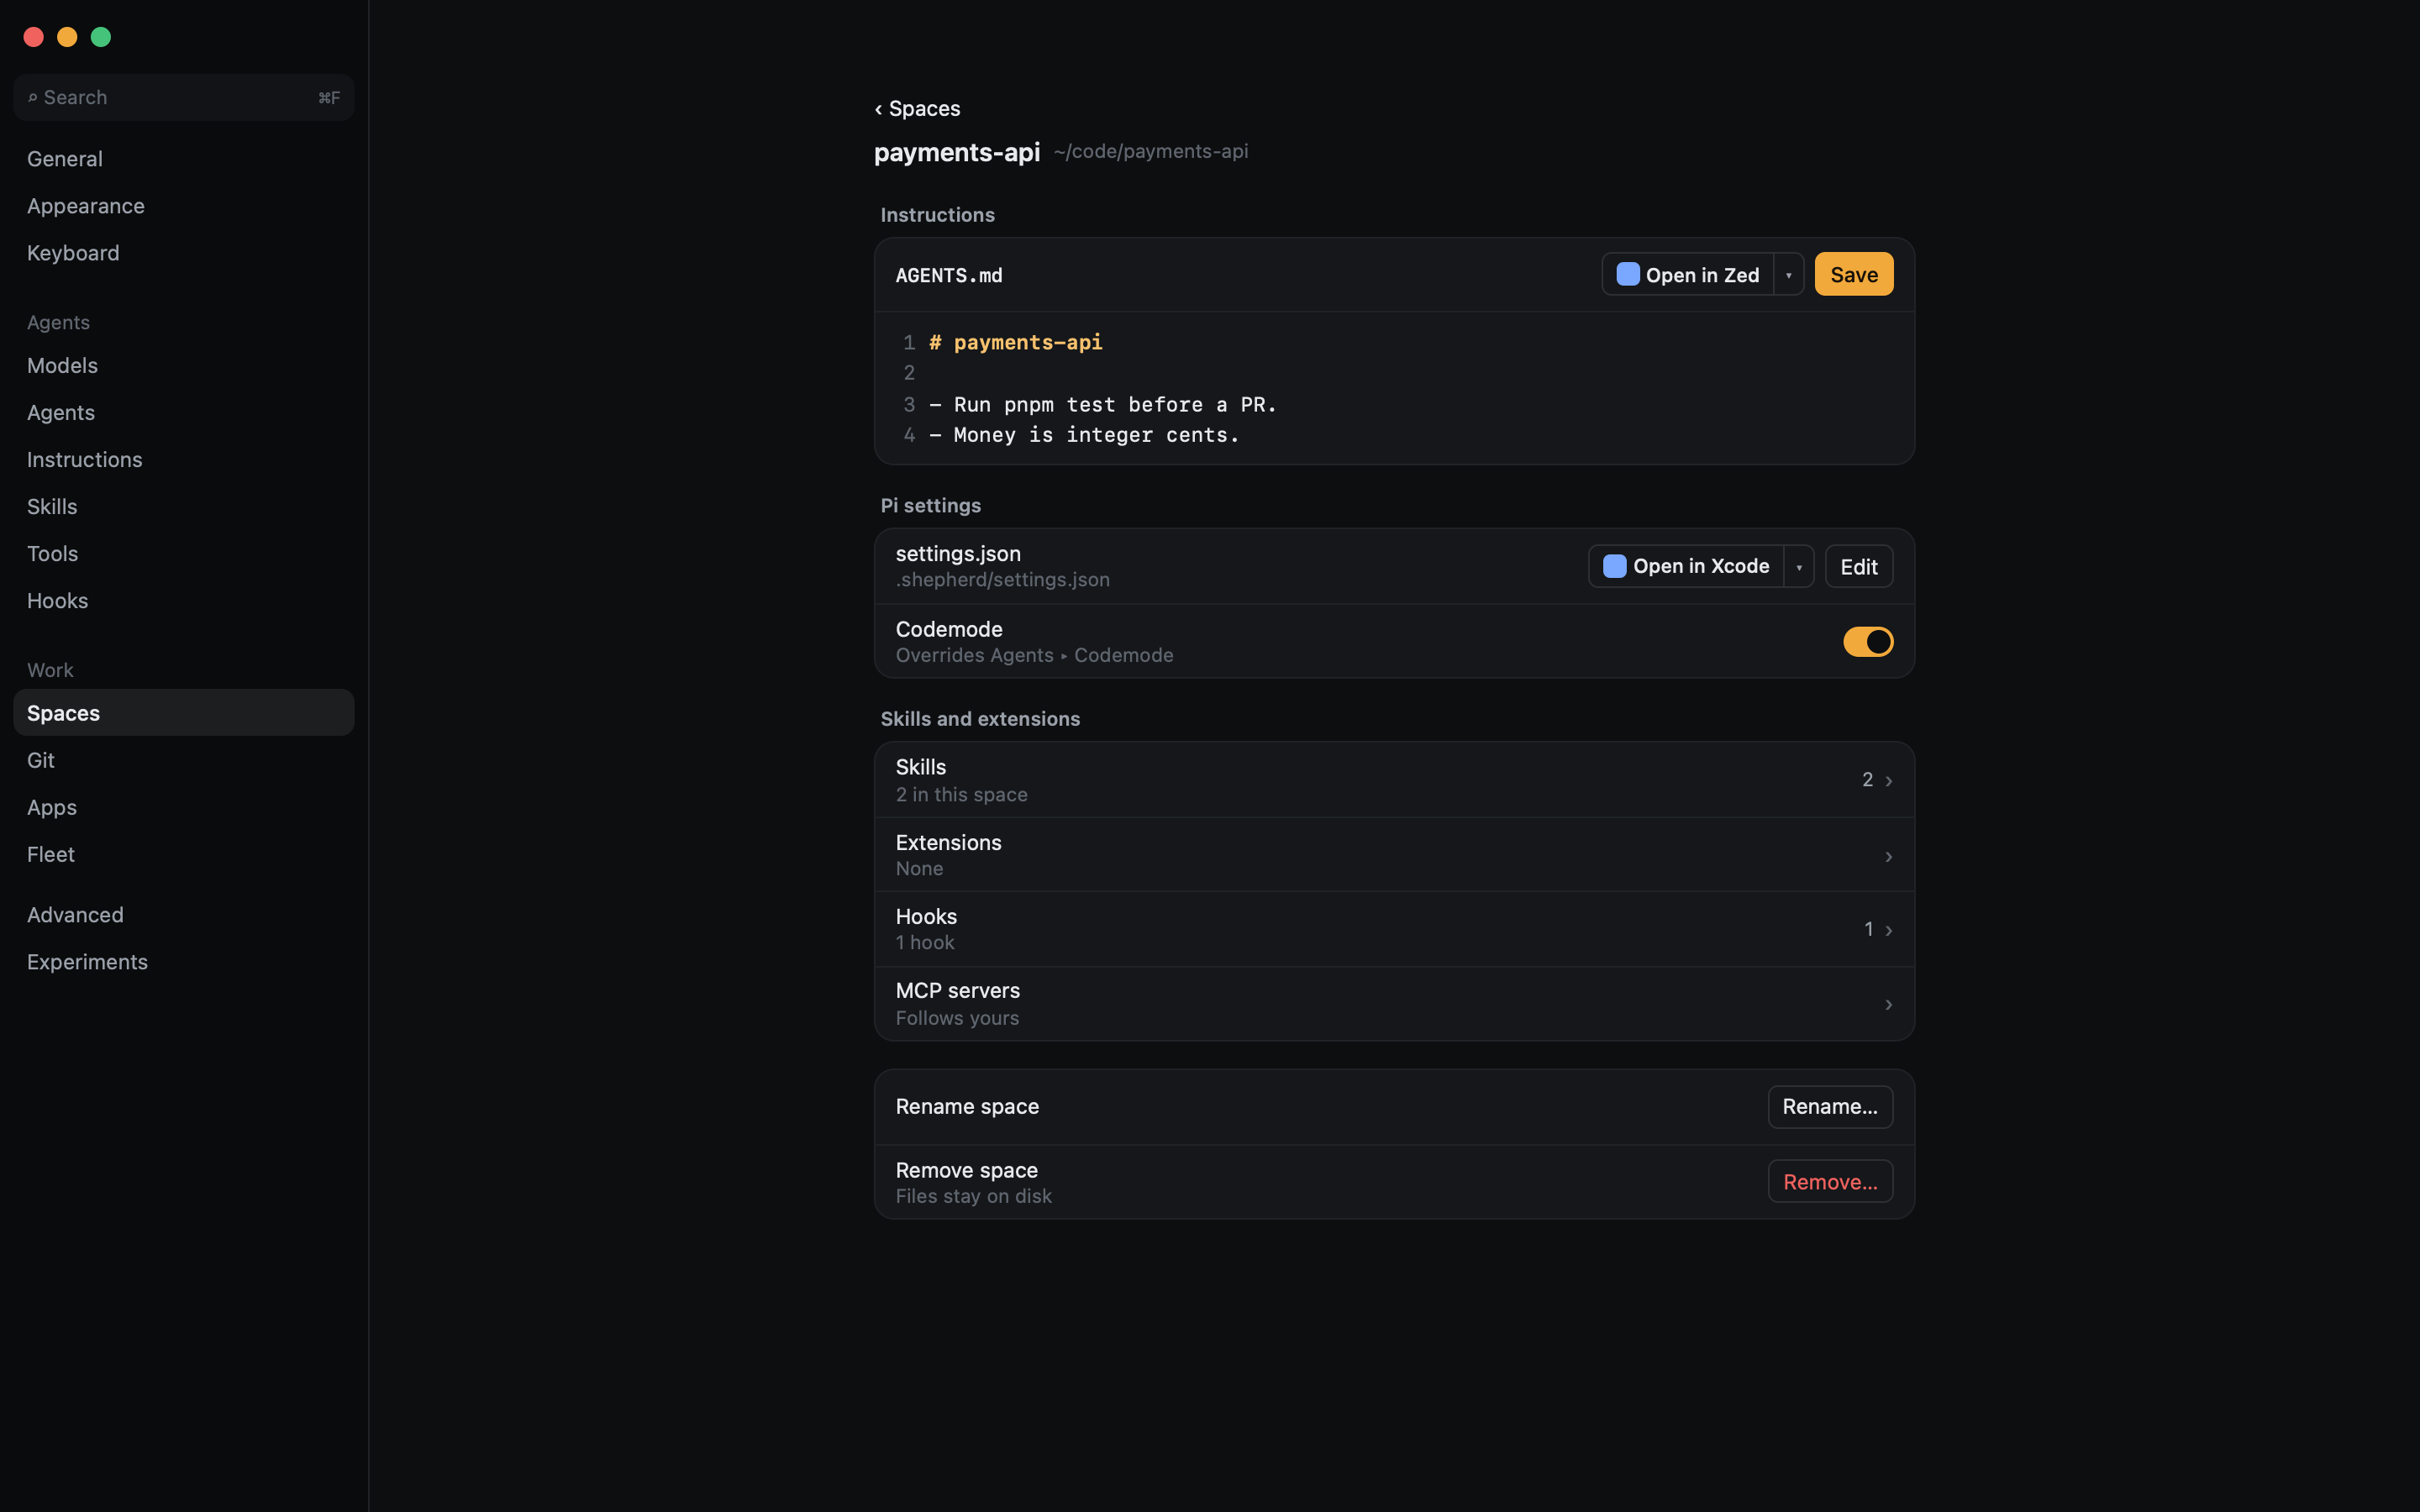 Search ⌘F
General
Appearance
Keyboard
Agents
Models
Agents
Instructions
Skills
Tools
Hooks
Work
Spaces
Git
Apps
Fleet
Advanced
Experiments
‹ Spaces
payments-api ~/code/payments-api
Instructions
AGENTS.md Open in Zed ▾ Save
1 # payments-api
2
3 – Run pnpm test before a PR.
4 – Money is integer cents.
Pi settings
settings.json
.shepherd/settings.json
Open in Xcode ▾ Edit
Codemode
Overrides Agents ▸ Codemode
Skills and extensions
Skills
2 in this space
2 ›
Extensions
None
›
Hooks
1 hook
1 ›
MCP servers
Follows yours
›
Rename space Rename…
Remove space
Files stay on disk
Remove…